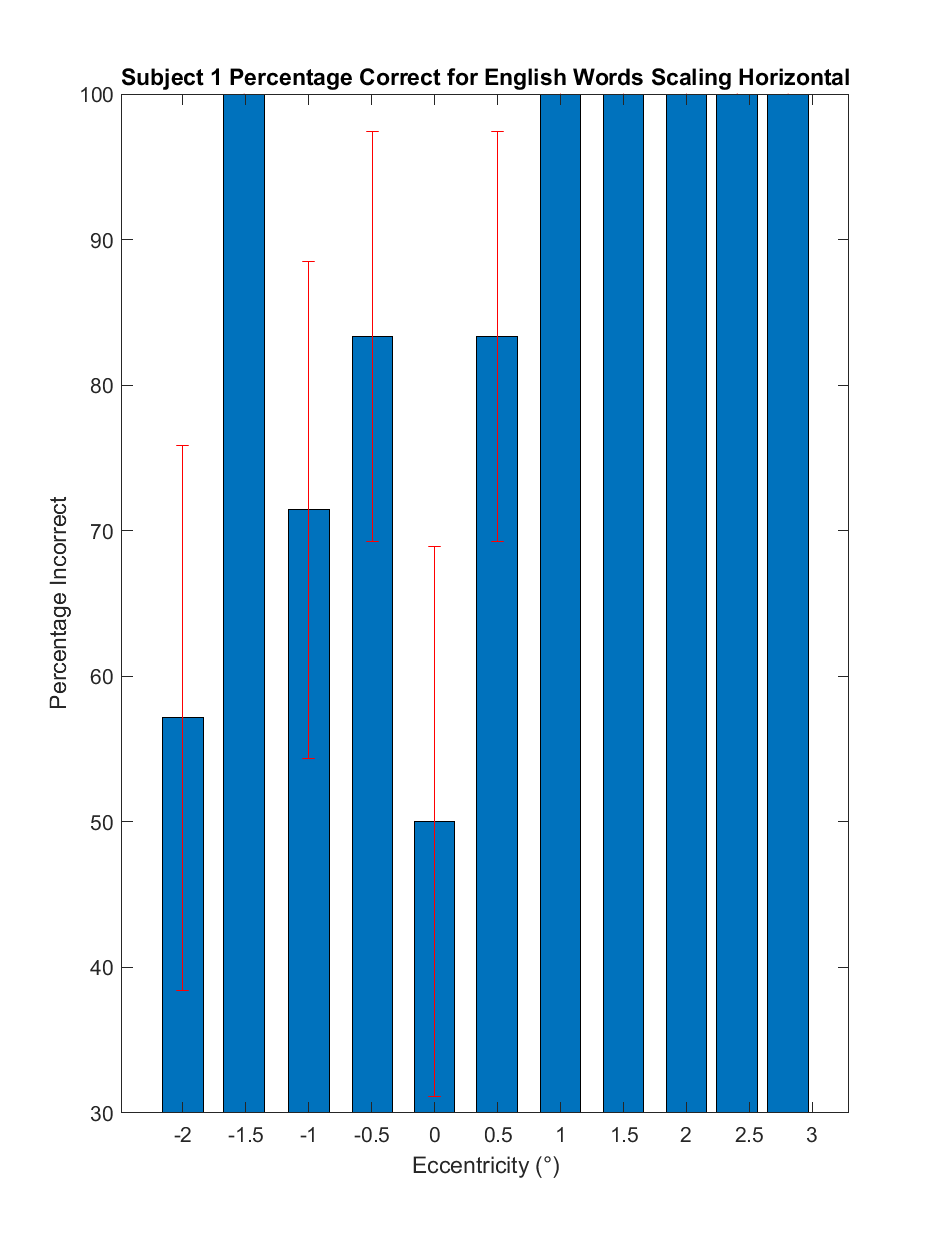 Subject 1 Percentage Correct for English Words Scaling Horizontal
100
90
80
70
60
50
40
30
Percentage Incorrect
-2 -1.5 -1 -0.5 0 0.5 1 1.5 2 2.5 3
Eccentricity (°)